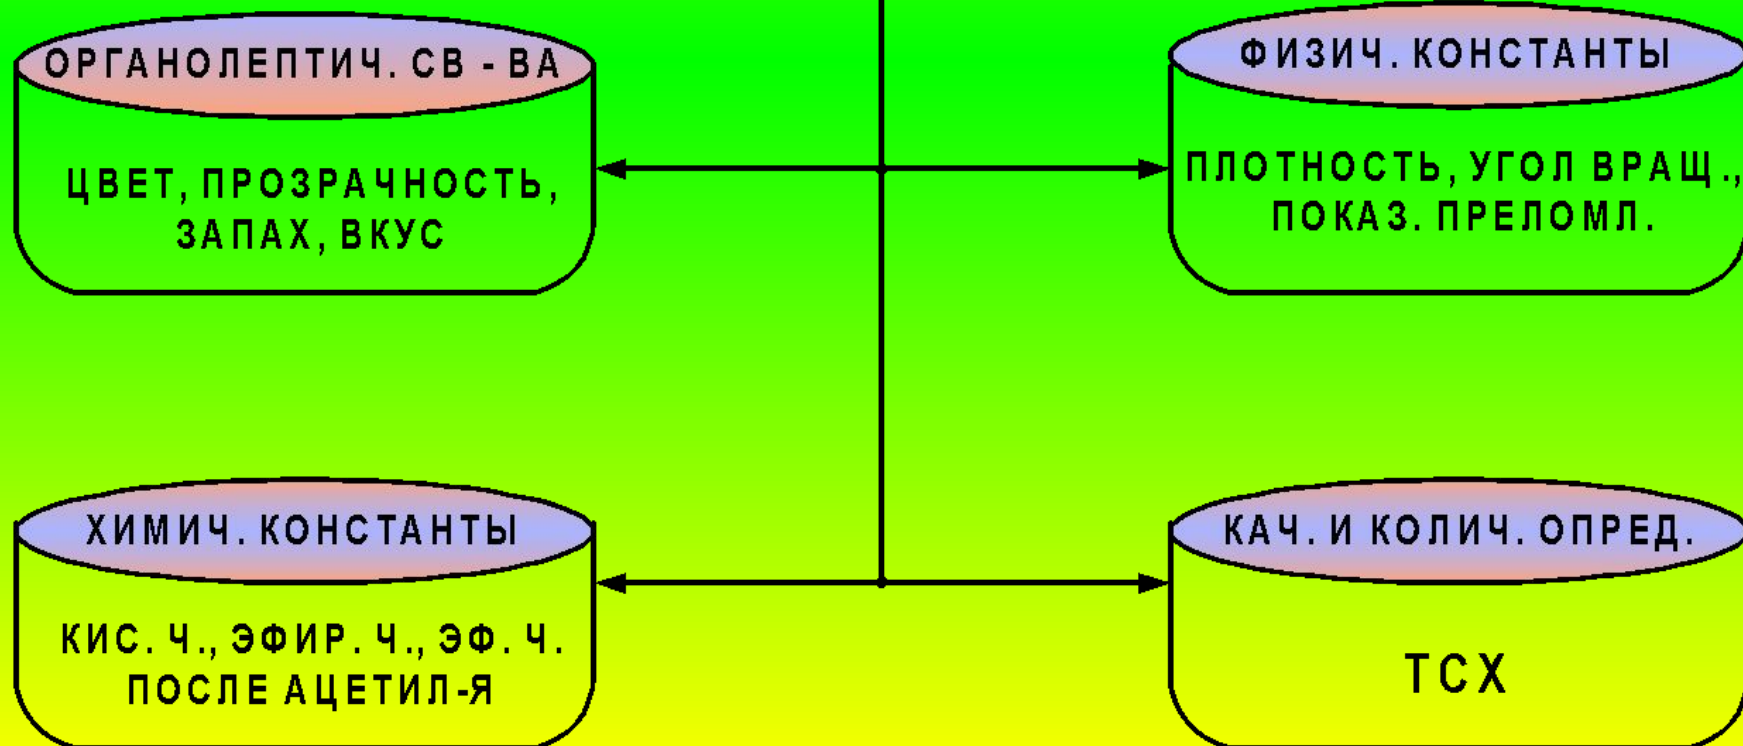 ОРГАНОЛЕПТИЧ. СВ - ВА
ЦВЕТ, ПРОЗРАЧНОСТЬ,
ЗАПАХ, ВКУС
ФИЗИЧ. КОНСТАНТЫ
ПЛОТНОСТЬ, УГОЛ ВРАЩ.,
ПОКАЗ. ПРЕЛОМЛ.
ХИМИЧ. КОНСТАНТЫ
КИС. Ч., ЭФИР. Ч., ЭФ. Ч.
ПОСЛЕ АЦЕТИЛ-Я
КАЧ. И КОЛИЧ. ОПРЕД.
ТСХ